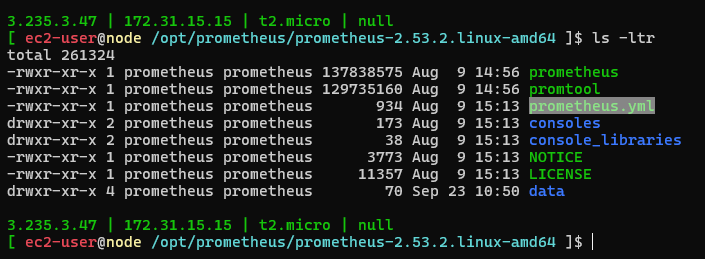 3.235.3.47 | 172.31.15.15 | t2.micro | null
[ ec2-user@node /opt/prometheus/prometheus-2.53.2.linux-amd64 ]$ ls -ltr
total 261324
-rwxr-xr-x 1 prometheus prometheus 137838575 Aug  9 14:56 prometheus
-rwxr-xr-x 1 prometheus prometheus 129735160 Aug  9 14:56 promtool
-rwxr-xr-x 1 prometheus prometheus       934 Aug  9 15:13 prometheus.yml
drwxr-xr-x 2 prometheus prometheus       173 Aug  9 15:13 consoles
drwxr-xr-x 2 prometheus prometheus        38 Aug  9 15:13 console_libraries
-rwxr-xr-x 1 prometheus prometheus      3773 Aug  9 15:13 NOTICE
-rwxr-xr-x 1 prometheus prometheus     11357 Aug  9 15:13 LICENSE
drwxr-xr-x 4 prometheus prometheus        70 Sep 23 10:50 data
3.235.3.47 | 172.31.15.15 | t2.micro | null
[ ec2-user@node /opt/prometheus/prometheus-2.53.2.linux-amd64 ]$